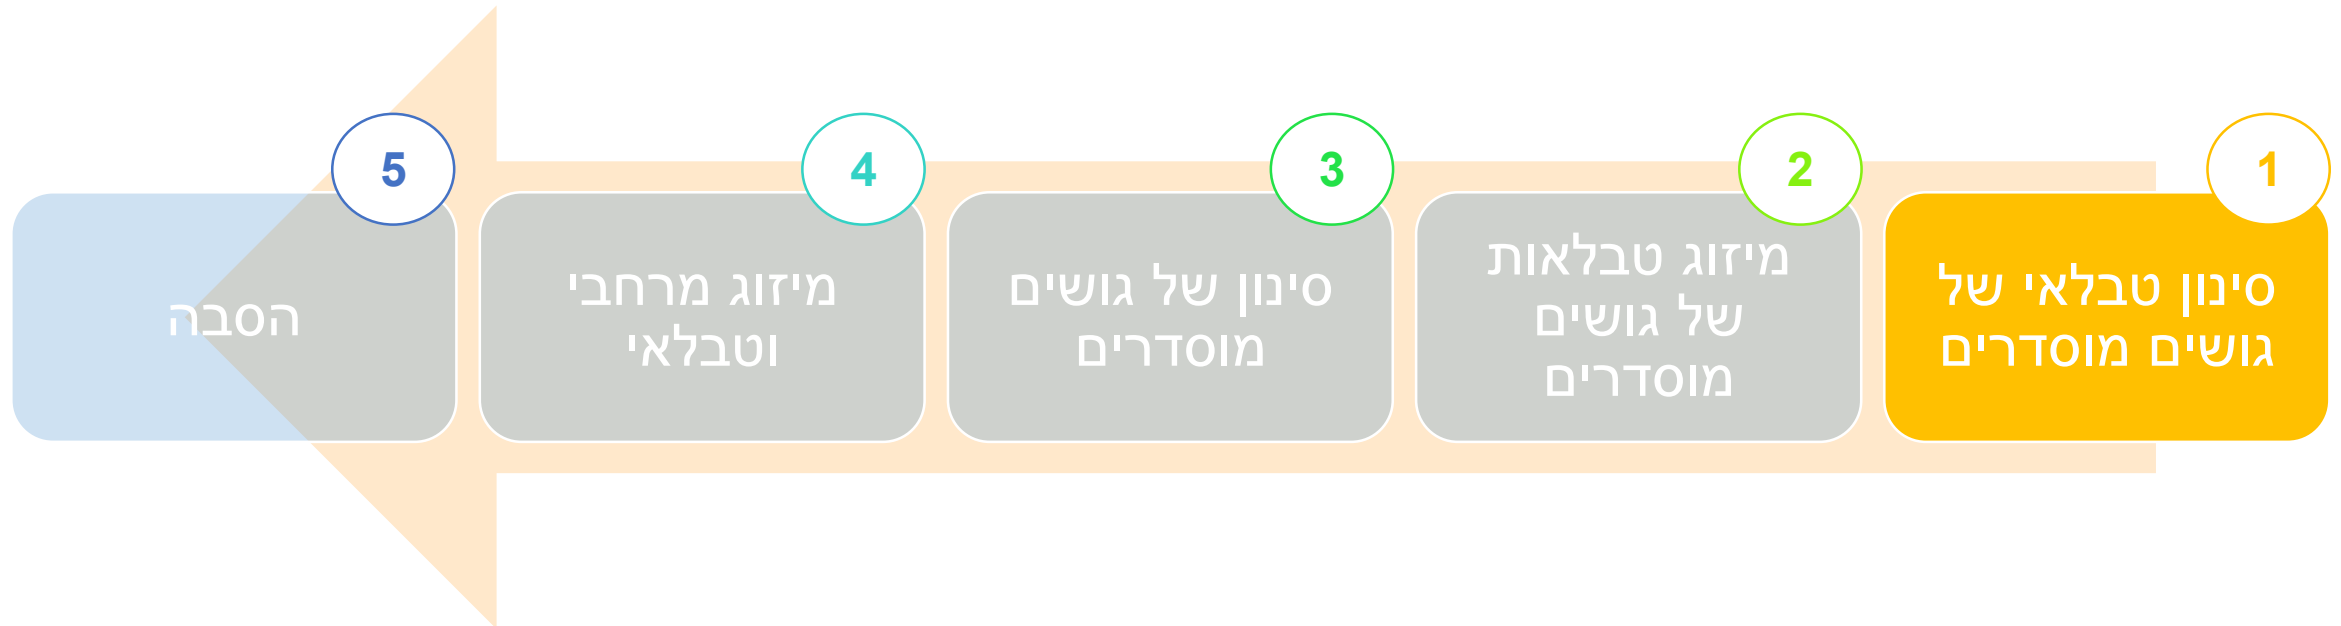 1
סינון טבלאי של
גושים מוסדרים
2
מיזוג טבלאות
של גושים
מוסדרים
3
סינון של גושים
מוסדרים
4
מיזוג מרחבי
וטבלאי
5
הסבה